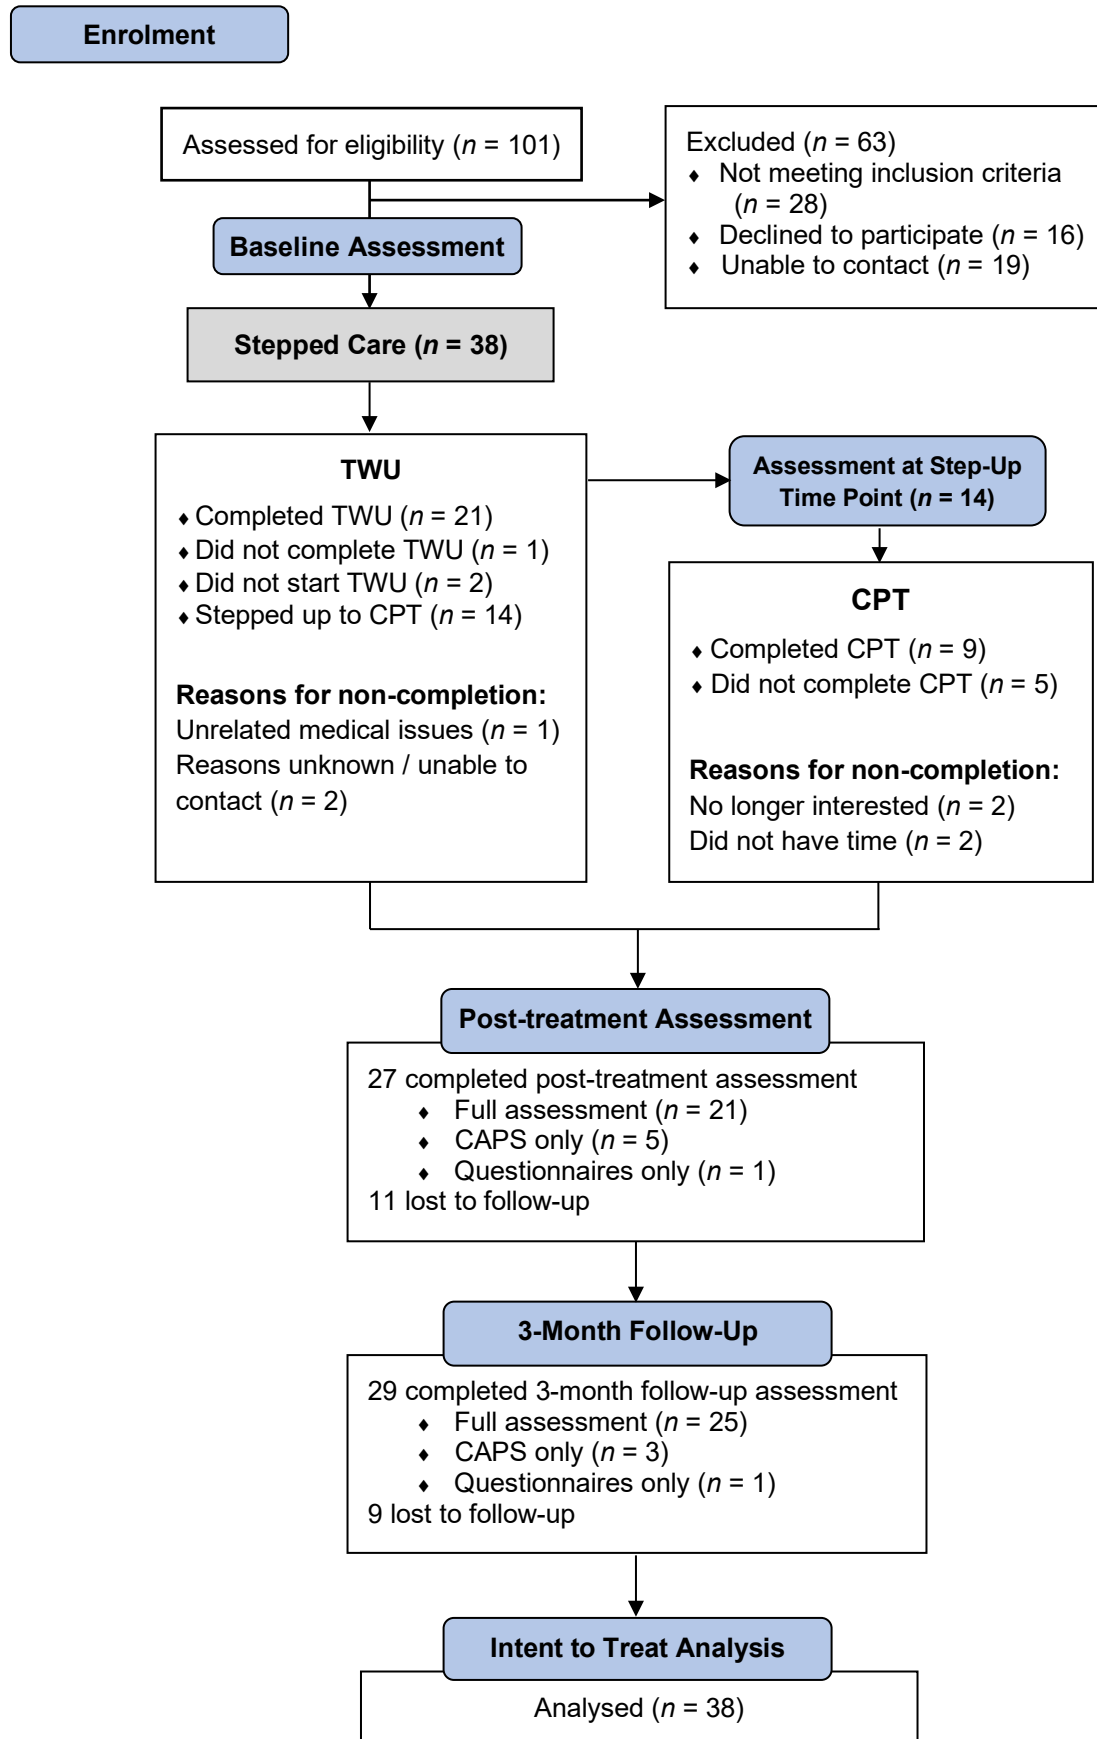 Enrolment
Assessed for eligibility (n = 101)
Excluded (n = 63)
♦ Not meeting inclusion criteria
(n = 28)
♦ Declined to participate (n = 16)
♦ Unable to contact (n = 19)
Baseline Assessment
Stepped Care (n = 38)
TWU
♦ Completed TWU (n = 21)
♦ Did not complete TWU (n = 1)
♦ Did not start TWU (n = 2)
♦ Stepped up to CPT (n = 14)
Reasons for non-completion:
Unrelated medical issues (n = 1)
Reasons unknown / unable to
contact (n = 2)
Assessment at Step-Up
Time Point (n = 14)
CPT
♦ Completed CPT (n = 9)
♦ Did not complete CPT (n = 5)
Reasons for non-completion:
No longer interested (n = 2)
Did not have time (n = 2)
Post-treatment Assessment
27 completed post-treatment assessment
♦ Full assessment (n = 21)
♦ CAPS only (n = 5)
♦ Questionnaires only (n = 1)
11 lost to follow-up
3-Month Follow-Up
29 completed 3-month follow-up assessment
♦ Full assessment (n = 25)
♦ CAPS only (n = 3)
♦ Questionnaires only (n = 1)
9 lost to follow-up
Intent to Treat Analysis
Analysed (n = 38)